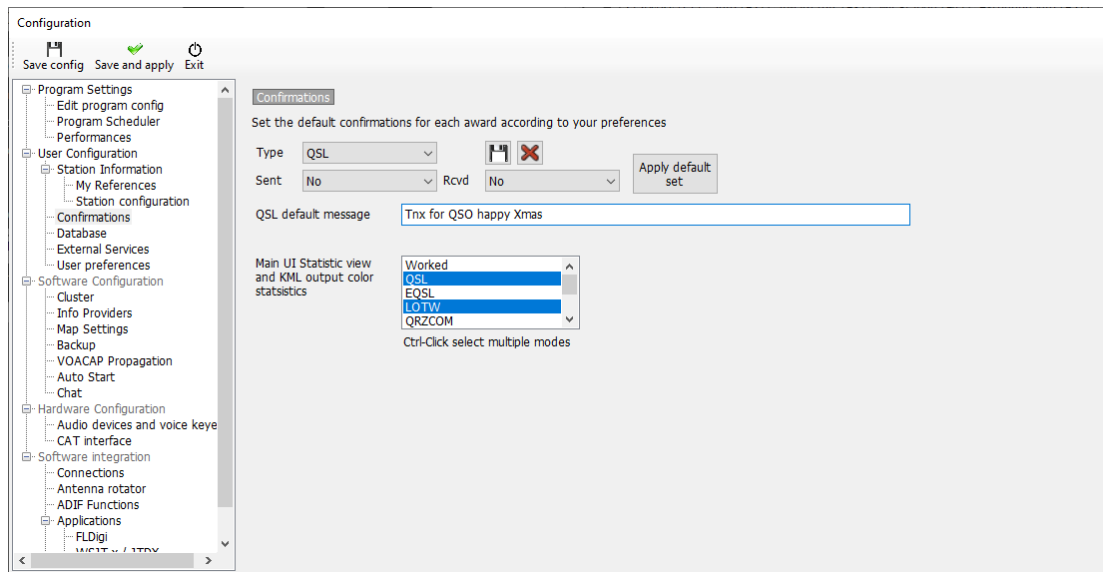 Configuration
Save config Save and apply Exit
Program Settings
Edit program config
Program Scheduler
Performances
User Configuration
Station Information
My References
Station configuration
Confirmations
Database
External Services
User preferences
Software Configuration
Cluster
Info Providers
Map Settings
Backup
VOACAP Propagation
Auto Start
Chat
Hardware Configuration
Audio devices and voice keye
CAT interface
Software integration
Connections
Antenna rotator
ADIF Functions
Applications
FLDigi
WSJT-x / JTDX
Confirmations
Set the default confirmations for each award according to your preferences
Type QSL
Sent No Rcvd No
Apply default
set
QSL default message Tnx for QSO happy Xmas
Main UI Statistic view
and KML output color
statsistics
Worked
QSL
EQSL
LOTW
QRZCOM
Ctrl-Click select multiple modes